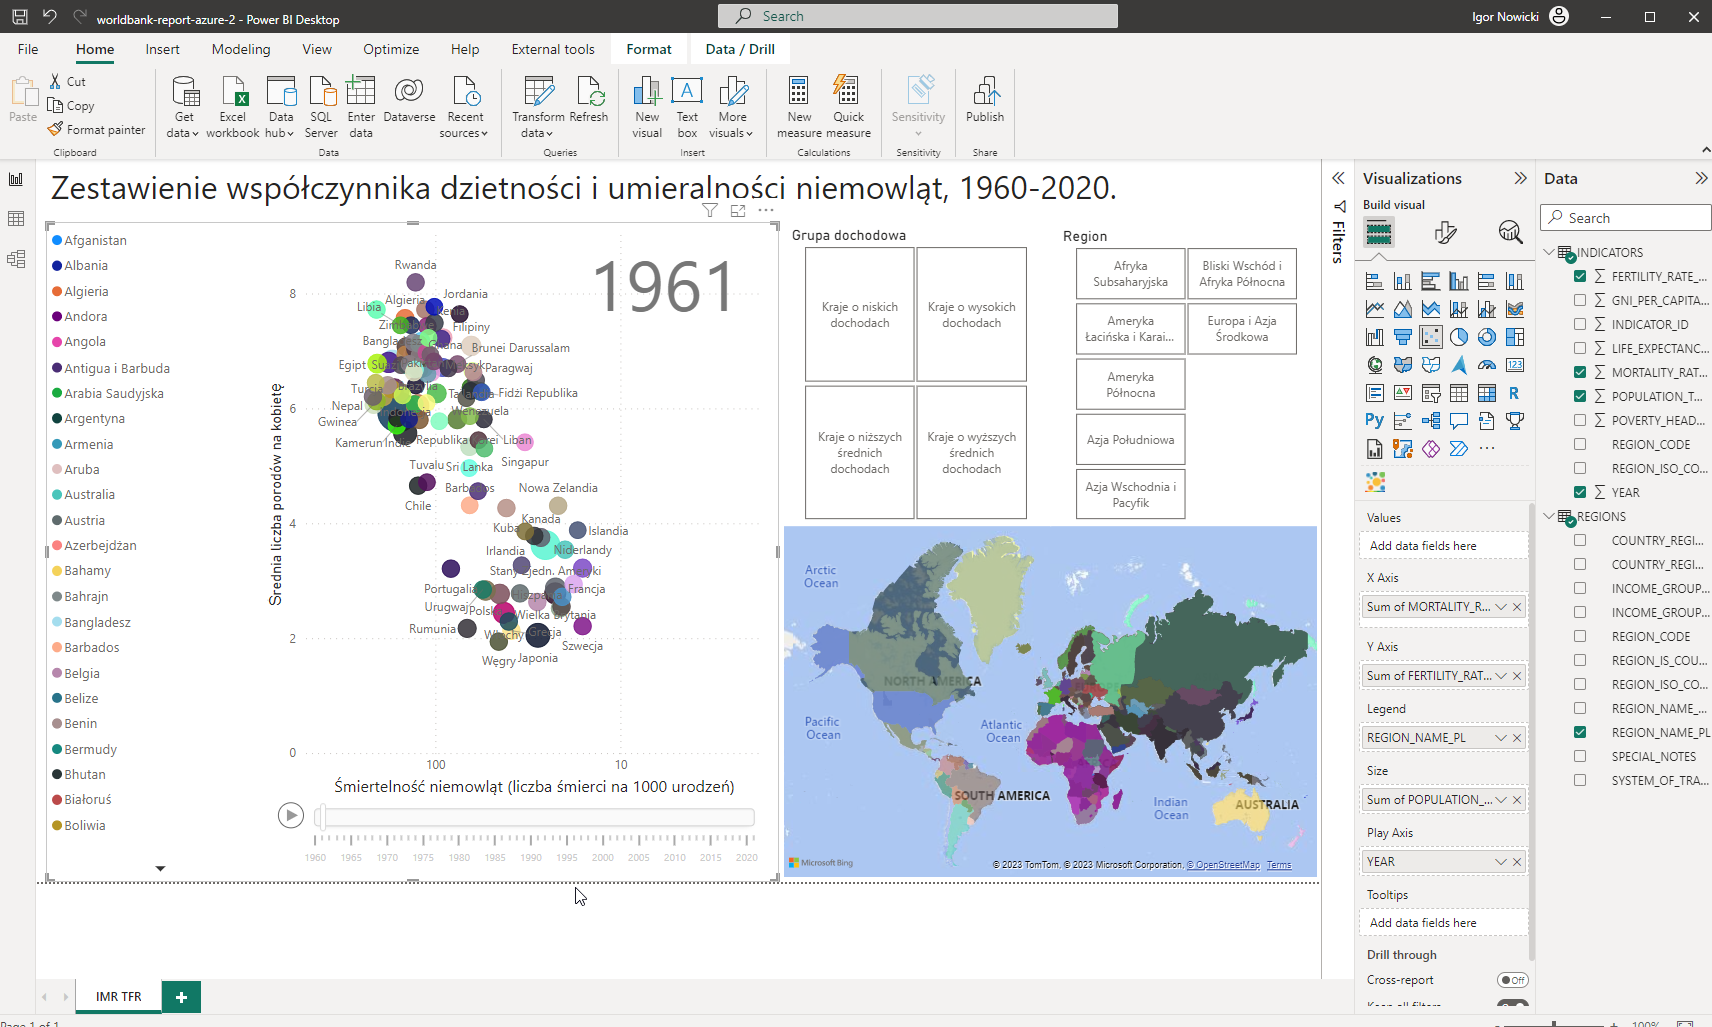 worldbank-report-azure-2 - Power BI Desktop
Search
Igor Nowicki
File
Home
Insert
Modeling
View
Optimize
Help
External tools
Format
Data / Drill
Paste
Cut
Copy
Format painter
Clipboard
Get data
Excel workbook
Data hub
SQL Server
Enter data
Dataverse
Recent sources
Data
Transform data
Refresh
Queries
New visual
Text box
More visuals
Insert
New measure
Quick measure
Calculations
Sensitivity
Sensitivity
Publish
Share
Zestawienie współczynnika dzietności i umieralności niemowląt, 1960-2020.
Afganistan
Albania
Algieria
Andora
Angola
Antigua i Barbuda
Arabia Saudyjska
Argentyna
Armenia
Aruba
Australia
Austria
Azerbejdżan
Bahamy
Bahrajn
Bangladesz
Barbados
Belgia
Belize
Benin
Bermudy
Bhutan
Białoruś
Boliwia
1961
Średnia liczba porodów na kobietę
8
6
4
2
0
100
10
Rwanda
Jordania
Algieria
Libia
Kenia
Filipiny
Bangladesz
Ghana
Brunei Darussalam
Egipt
Paragwaj
Turcja
Brazylia
Fidżi Republika
Nepal
Indonezja
Wenezuela
Gwinea
Kamerun
Indie
Republika
Liban
Singapur
Tuvalu
Sri Lanka
Barbados
Nowa Zelandia
Chile
Kanada
Kuba
Islandia
Irlandia
Niderlandy
Stany Zjedn. Ameryki
Portugalia
Hiszpania
Francja
Urugwaj
Polska
Wielka Brytania
Rumunia
Włochy
Grecja
Szwecja
Węgry
Japonia
Śmiertelność niemowląt (liczba śmierci na 1000 urodzeń)
1960 1965 1970 1975 1980 1985 1990 1995 2000 2005 2010 2015 2020
Grupa dochodowa
Kraje o niskich dochodach
Kraje o wysokich dochodach
Kraje o niższych średnich dochodach
Kraje o wyższych średnich dochodach
Region
Afryka Subsaharyjska
Bliski Wschód i Afryka Północna
Ameryka Łacińska i Karai...
Europa i Azja Środkowa
Ameryka Północna
Azja Południowa
Azja Wschodnia i Pacyfik
Arctic Ocean
NORTH AMERICA
EUROPE
Pacific Ocean
Atlantic Ocean
AFRICA
SOUTH AMERICA
Indian Ocean
AUSTRALIA
Microsoft Bing
© 2023 TomTom, © 2023 Microsoft Corporation, © OpenStreetMap Terms
Filters
Visualizations
Build visual
123
R
Py
...
Values
Add data fields here
X Axis
Sum of MORTALITY_R...
Y Axis
Sum of FERTILITY_RAT...
Legend
REGION_NAME_PL
Size
Sum of POPULATION_...
Play Axis
YEAR
Tooltips
Add data fields here
Drill through
Cross-report
Off
Keep all filters
Data
Search
INDICATORS
FERTILITY_RATE_...
GNI_PER_CAPITA...
INDICATOR_ID
LIFE_EXPECTANC...
MORTALITY_RAT...
POPULATION_T...
POVERTY_HEAD...
REGION_CODE
REGION_ISO_CO...
YEAR
REGIONS
COUNTRY_REGI...
COUNTRY_REGI...
INCOME_GROUP...
INCOME_GROUP...
REGION_CODE
REGION_IS_COU...
REGION_ISO_CO...
REGION_NAME_...
REGION_NAME_PL
SPECIAL_NOTES
SYSTEM_OF_TRA...
IMR TFR
Page 1 of 1
100%